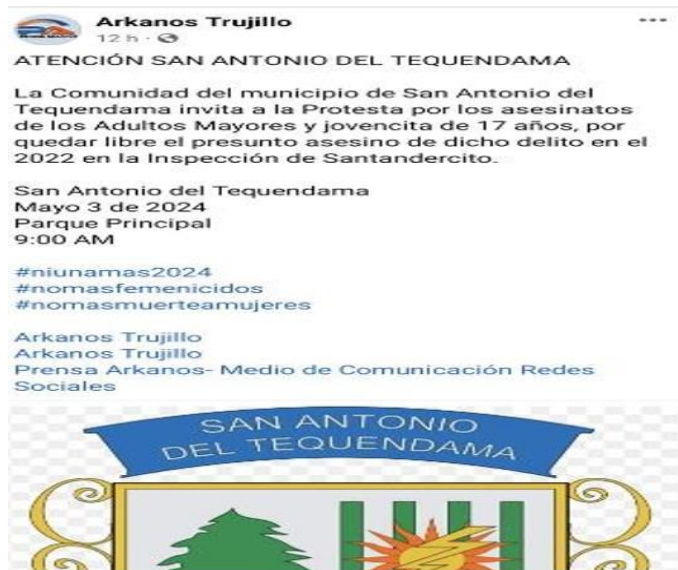 Arkanos Trujillo
12 h ·
ATENCIÓN SAN ANTONIO DEL TEQUENDAMA
La Comunidad del municipio de San Antonio del
Tequendama invita a la Protesta por los asesinatos
de los Adultos Mayores y jovencita de 17 años, por
quedar libre el presunto asesino de dicho delito en el
2022 en la Inspección de Santandercito.
San Antonio del Tequendama
Mayo 3 de 2024
Parque Principal
9:00 AM
#niunamas2024
#nomasfemenicidos
#nomasmuerteamujeres
Arkanos Trujillo
Arkanos Trujillo
Prensa Arkanos- Medio de Comunicación Redes
Sociales
SAN ANTONIO
DEL TEQUENDAMA